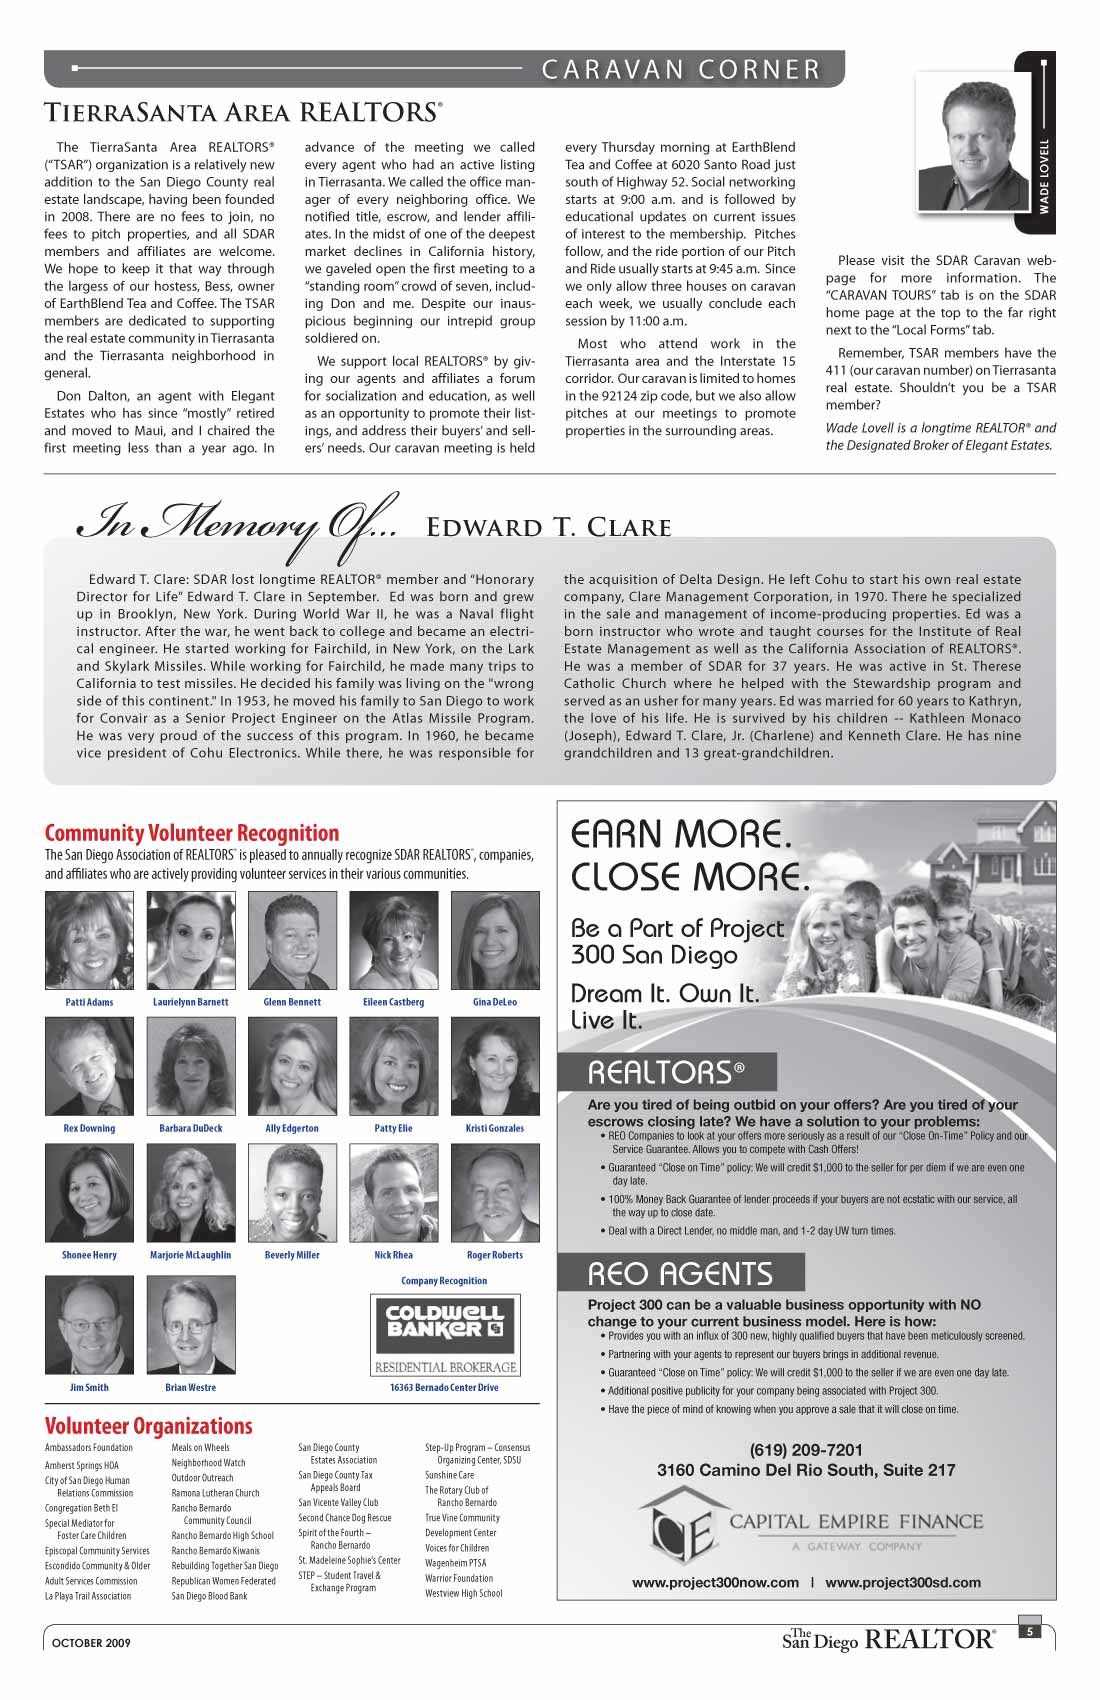 CARAVAN CORNER
TIERRASANTA AREA REALTORS®
The TierraSanta Area REALTORS®
(“TSAR”) organization is a relatively new
addition to the San Diego County real
estate landscape, having been founded
in 2008. There are no fees to join, no
fees to pitch properties, and all SDAR
members and affiliates are welcome.
We hope to keep it that way through
the largess of our hostess, Bess, owner
of EarthBlend Tea and Coffee. The TSAR
members are dedicated to supporting
the real estate community in Tierrasanta
and the Tierrasanta neighborhood in
general.
Don Dalton, an agent with Elegant
Estates who has since “mostly” retired
and moved to Maui, and I chaired the
first meeting less than a year ago. In
advance of the meeting we called
every agent who had an active listing
in Tierrasanta. We called the office man-
ager of every neighboring office. We
notified title, escrow, and lender affili-
ates. In the midst of one of the deepest
market declines in California history,
we gaveled open the first meeting to a
“standing room” crowd of seven, includ-
ing Don and me. Despite our inaus-
picious beginning our intrepid group
soldiered on.
We support local REALTORS® by giv-
ing our agents and affiliates a forum
for socialization and education, as well
as an opportunity to promote their list-
ings, and address their buyers’ and sell-
ers’ needs. Our caravan meeting is held
every Thursday morning at EarthBlend
Tea and Coffee at 6020 Santo Road just
south of Highway 52. Social networking
starts at 9:00 a.m. and is followed by
educational updates on current issues
of interest to the membership. Pitches
follow, and the ride portion of our Pitch
and Ride usually starts at 9:45 a.m. Since
we only allow three houses on caravan
each week, we usually conclude each
session by 11:00 a.m.
Most who attend work in the
Tierrasanta area and the Interstate 15
corridor. Our caravan is limited to homes
in the 92124 zip code, but we also allow
pitches at our meetings to promote
properties in the surrounding areas.
WADE LOVELL
Please visit the SDAR Caravan web-
page for more information. The
“CARAVAN TOURS” tab is on the SDAR
home page at the top to the far right
next to the “Local Forms” tab.
Remember, TSAR members have the
411 (our caravan number) on Tierrasanta
real estate. Shouldn’t you be a TSAR
member?
Wade Lovell is a longtime REALTOR® and
the Designated Broker of Elegant Estates.
In Memory Of... EDWARD T. CLARE
Edward T. Clare: SDAR lost longtime REALTOR® member and “Honorary
Director for Life” Edward T. Clare in September. Ed was born and grew
up in Brooklyn, New York. During World War II, he was a Naval flight
instructor. After the war, he went back to college and became an electri-
cal engineer. He started working for Fairchild, in New York, on the Lark
and Skylark Missiles. While working for Fairchild, he made many trips to
California to test missiles. He decided his family was living on the "wrong
side of this continent." In 1953, he moved his family to San Diego to work
for Convair as a Senior Project Engineer on the Atlas Missile Program.
He was very proud of the success of this program. In 1960, he became
vice president of Cohu Electronics. While there, he was responsible for
the acquisition of Delta Design. He left Cohu to start his own real estate
company, Clare Management Corporation, in 1970. There he specialized
in the sale and management of income-producing properties. Ed was a
born instructor who wrote and taught courses for the Institute of Real
Estate Management as well as the California Association of REALTORS®.
He was a member of SDAR for 37 years. He was active in St. Therese
Catholic Church where he helped with the Stewardship program and
served as an usher for many years. Ed was married for 60 years to Kathryn,
the love of his life. He is survived by his children -- Kathleen Monaco
(Joseph), Edward T. Clare, Jr. (Charlene) and Kenneth Clare. He has nine
grandchildren and 13 great-grandchildren.
Community Volunteer Recognition
The San Diego Association of REALTORS® is pleased to annually recognize SDAR REALTORS®, companies,
and affiliates who are actively providing volunteer services in their various communities.
Patti Adams Laurielynn Barnett Glenn Bennett Eileen Castberg Gina DeLeo
Rex Downing Barbara DuDeck Ally Edgerton Patty Elie Kristi Gonzales
Shonee Henry Marjorie McLaughlin Beverly Miller Nick Rhea Roger Roberts
Company Recognition
COLDWELL
BANKER
RESIDENTIAL BROKERAGE
Jim Smith Brian Westre 16363 Bernado Center Drive
Volunteer Organizations
Ambassadors Foundation
Amherst Springs HOA
City of San Diego Human
Relations Commission
Congregation Beth El
Special Mediator for
Foster Care Children
Episcopal Community Services
Escondido Community & Older
Adult Services Commission
La Playa Trail Association
Meals on Wheels
Neighborhood Watch
Outdoor Outreach
Ramona Lutheran Church
Rancho Bernardo
Community Council
Rancho Bernardo High School
Rancho Bernardo Kiwanis
Rebuilding Together San Diego
Republican Women Federated
San Diego Blood Bank
San Diego County
Estates Association
San Diego County Tax
Appeals Board
San Vicente Valley Club
Second Chance Dog Rescue
Spirit of the Fourth –
Rancho Bernardo
St. Madeleine Sophie's Center
STEP – Student Travel &
Exchange Program
Step-Up Program – Consensus
Organizing Center, SDSU
Sunshine Care
The Rotary Club of
Rancho Bernardo
True Vine Community
Development Center
Voices for Children
Wagenheim PTSA
Warrior Foundation
Westview High School
EARN MORE.
CLOSE MORE.
Be a Part of Project
300 San Diego
Dream It. Own It.
Live It.
REALTORS®
Are you tired of being outbid on your offers? Are you tired of your
escrows closing late? We have a solution to your problems:
• REO Companies to look at your offers more seriously as a result of our “Close On-Time” Policy and our
Service Guarantee. Allows you to compete with Cash Offers!
• Guaranteed “Close on Time” policy: We will credit $1,000 to the seller for per diem if we are even one
day late.
• 100% Money Back Guarantee of lender proceeds if your buyers are not ecstatic with our service, all
the way up to close date.
• Deal with a Direct Lender, no middle man, and 1-2 day UW turn times.
REO AGENTS
Project 300 can be a valuable business opportunity with NO
change to your current business model. Here is how:
• Provides you with an influx of 300 new, highly qualified buyers that have been meticulously screened.
• Partnering with your agents to represent our buyers brings in additional revenue.
• Guaranteed “Close on Time” policy: We will credit $1,000 to the seller if we are even one day late.
• Additional positive publicity for your company being associated with Project 300.
• Have the piece of mind of knowing when you approve a sale that it will close on time.
(619) 209-7201
3160 Camino Del Rio South, Suite 217
CE CAPITAL EMPIRE FINANCE
A GATEWAY COMPANY
www.project300now.com | www.project300sd.com
OCTOBER 2009
The San Diego REALTOR® 5